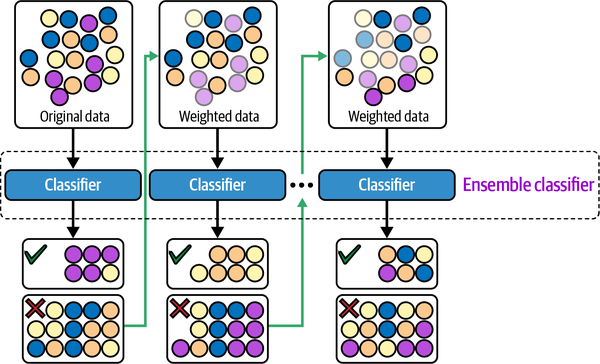 Original data
Weighted data
Weighted data
Classifier
Classifier
Classifier
Ensemble classifier